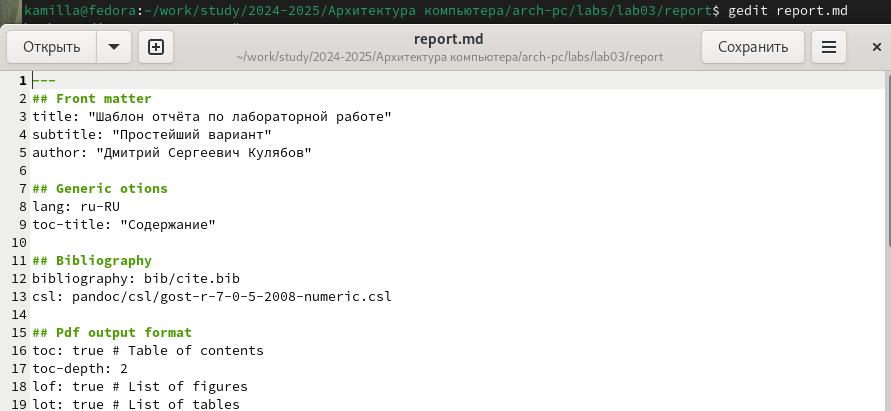 kamilla@fedora:~/work/study/2024-2025/Архитектура компьютера/arch-pc/labs/lab03/report$ gedit report.md
Открыть
report.md
~/work/study/2024-2025/Архитектура компьютера/arch-pc/labs/lab03/report
Сохранить
1 ---
2 ## Front matter
3 title: "Шаблон отчёта по лабораторной работе"
4 subtitle: "Простейший вариант"
5 author: "Дмитрий Сергеевич Кулябов"
6
7 ## Generic otions
8 lang: ru-RU
9 toc-title: "Содержание"
10
11 ## Bibliography
12 bibliography: bib/cite.bib
13 csl: pandoc/csl/gost-r-7-0-5-2008-numeric.csl
14
15 ## Pdf output format
16 toc: true # Table of contents
17 toc-depth: 2
18 lof: true # List of figures
19 lot: true # List of tables